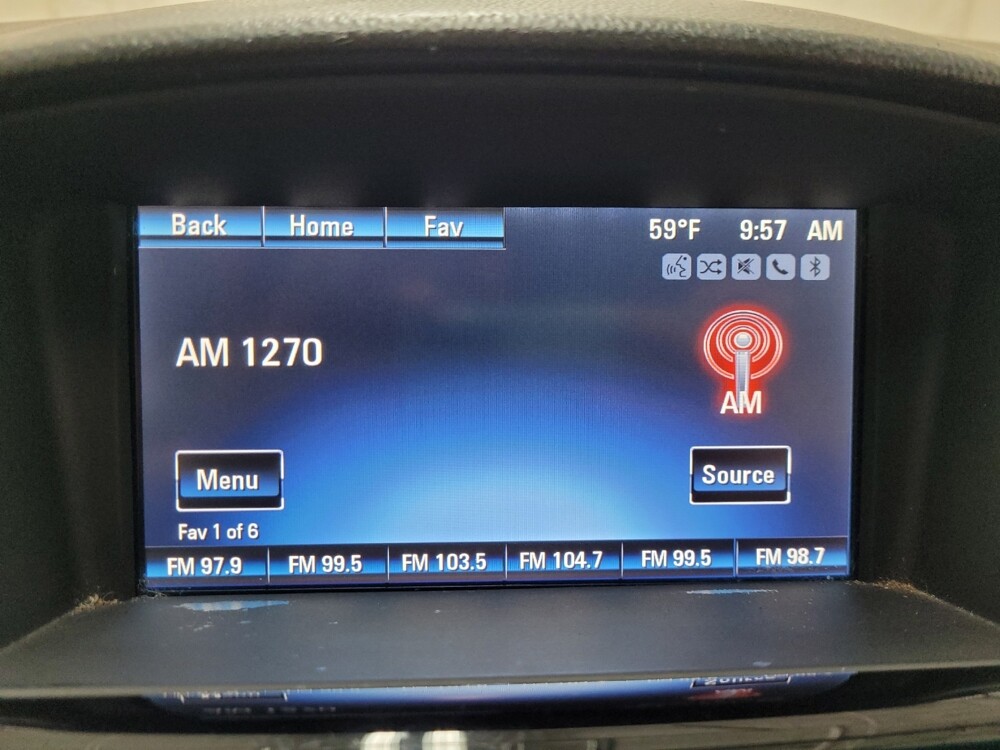 Back Home Fav 59°F 9:57 AM
AM 1270
AM
Menu Source
Fav 1 of 6
FM 97.9 FM 99.5 FM 103.5 FM 104.7 FM 99.5 FM 98.7